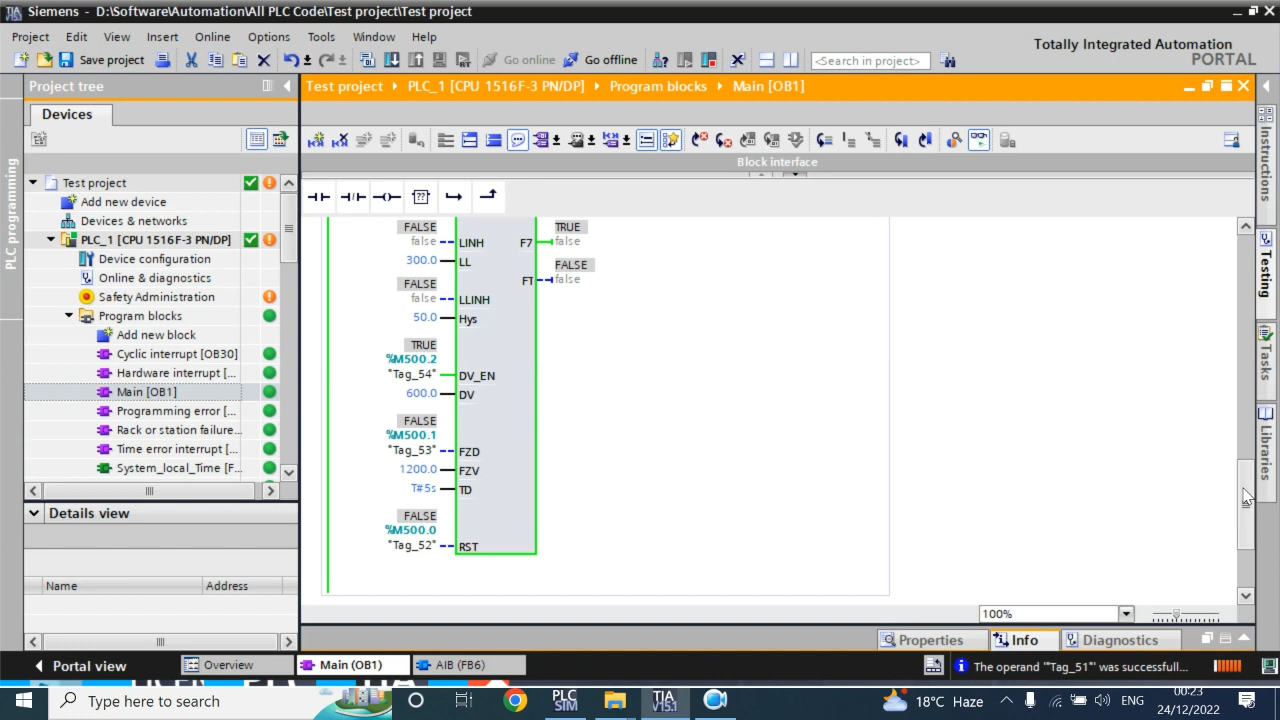 Siemens - D:\Software\Automation\All PLC Code\Test project\Test project
Project Edit View Insert Online Options Tools Window Help
Totally Integrated Automation
PORTAL
Save project Go online Go offline <Search in project>
Project tree
Test project PLC_1 [CPU 1516F-3 PN/DP] Program blocks Main [OB1]
Devices
Block interface
PLC programming
Test project
Add new device
Devices & networks
PLC_1 [CPU 1516F-3 PN/DP]
Device configuration
Online & diagnostics
Safety Administration
Program blocks
Add new block
Cyclic interrupt [OB30]
Hardware interrupt [...
Main [OB1]
Programming error [...
Rack or station failure...
Time error interrupt [...
System_local_Time [F...
Details view
Name Address
??
FALSE TRUE
false LINH F7 false
300.0 LL FALSE
FT false
FALSE
false LLINH
50.0 Hys
TRUE
%M500.2
"Tag_54" DV_EN
600.0 DV
FALSE
%M500.1
"Tag_53" FZD
1200.0 FZV
T#5s TD
FALSE
%M500.0
"Tag_52" RST
100%
Instructions
Testing
Tasks
Libraries
Properties Info Diagnostics
Portal view Overview Main (OB1) AIB (FB6) The operand '"Tag_51"' was successfull...
Type here to search
PLC
SIM
TIA
V15.1
18°C Haze ENG 00:23
24/12/2022